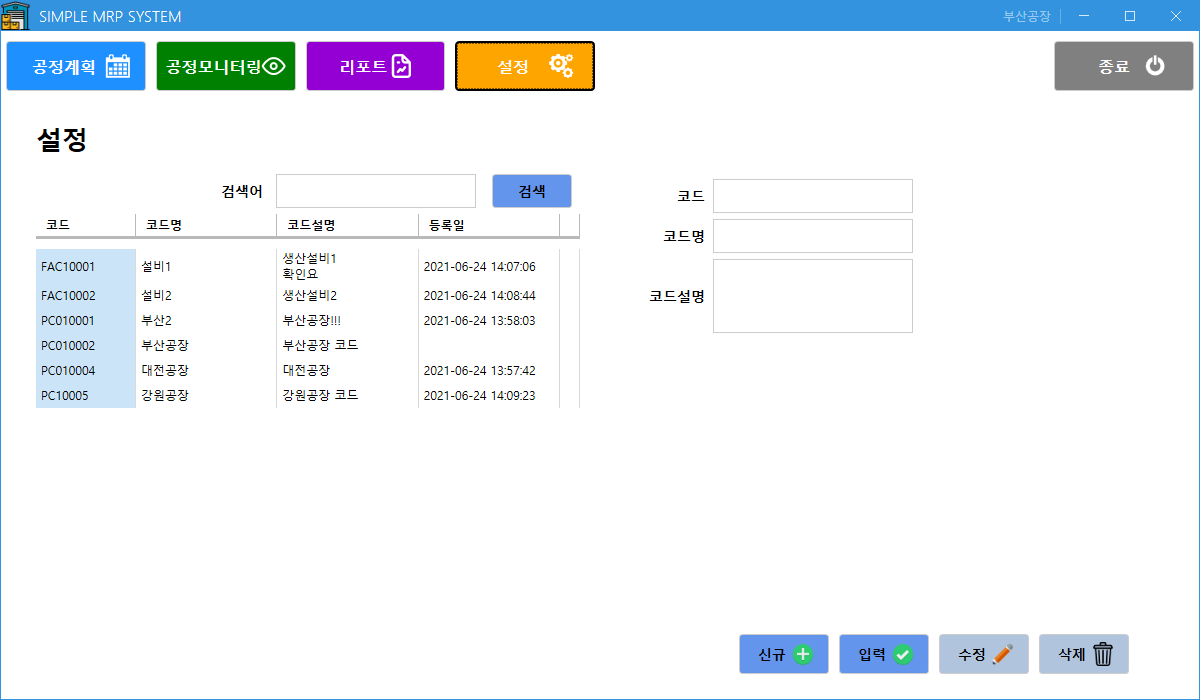 SIMPLE MRP SYSTEM 부산공장
공정계획 공정모니터링 리포트 설정 종료
설정
검색어 검색
코드 코드명 코드설명 등록일
FAC10001 설비1 생산설비1 확인요 2021-06-24 14:07:06
FAC10002 설비2 생산설비2 2021-06-24 14:08:44
PC010001 부산2 부산공장!!! 2021-06-24 13:58:03
PC010002 부산공장 부산공장 코드
PC010004 대전공장 대전공장 2021-06-24 13:57:42
PC10005 강원공장 강원공장 코드 2021-06-24 14:09:23
코드
코드명
코드설명
신규 입력 수정 삭제